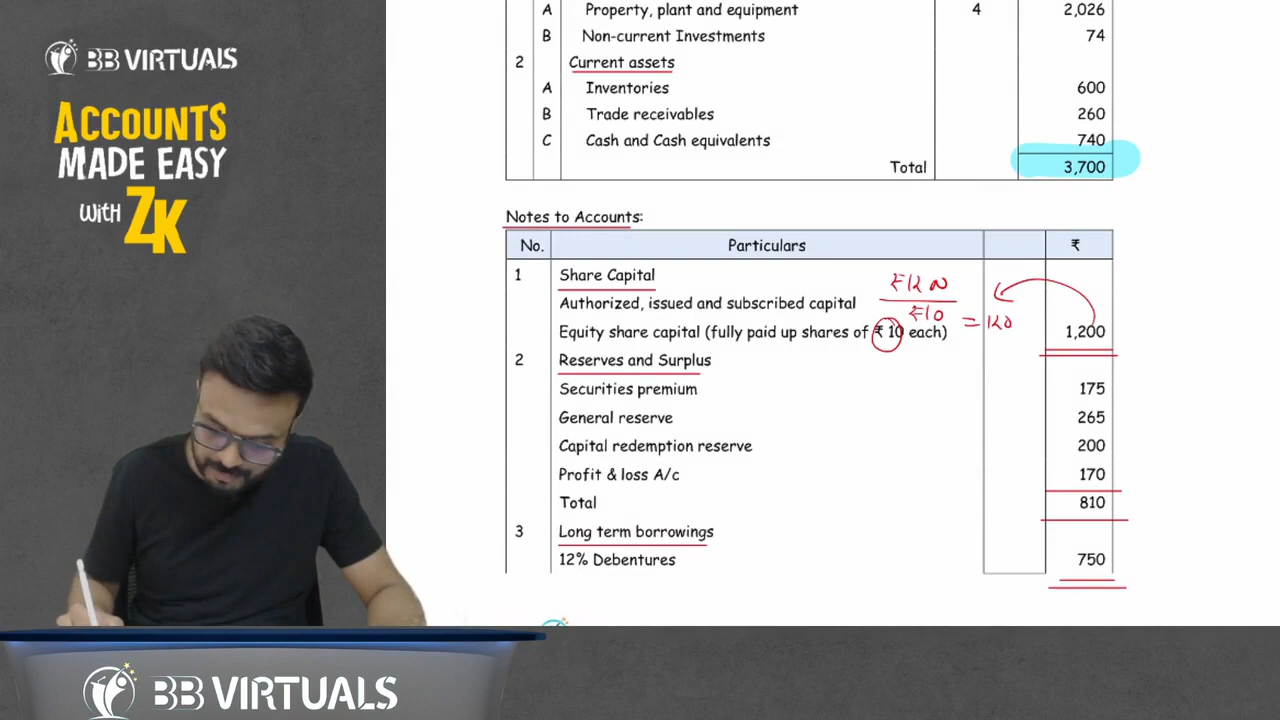 BB VIRTUALS
ACCOUNTS
MADE EASY
with ZK
A Property, plant and equipment 4 2,026
B Non-current Investments 74
2 Current assets
A Inventories 600
B Trade receivables 260
C Cash and Cash equivalents 740
Total 3,700
Notes to Accounts:
No. Particulars ₹
1 Share Capital
Authorized, issued and subscribed capital
Equity share capital (fully paid up shares of ₹ 10 each) 1,200
₹10
= 120
2 Reserves and Surplus
Securities premium 175
General reserve 265
Capital redemption reserve 200
Profit & loss A/c 170
Total 810
3 Long term borrowings
12% Debentures 750
BB VIRTUALS